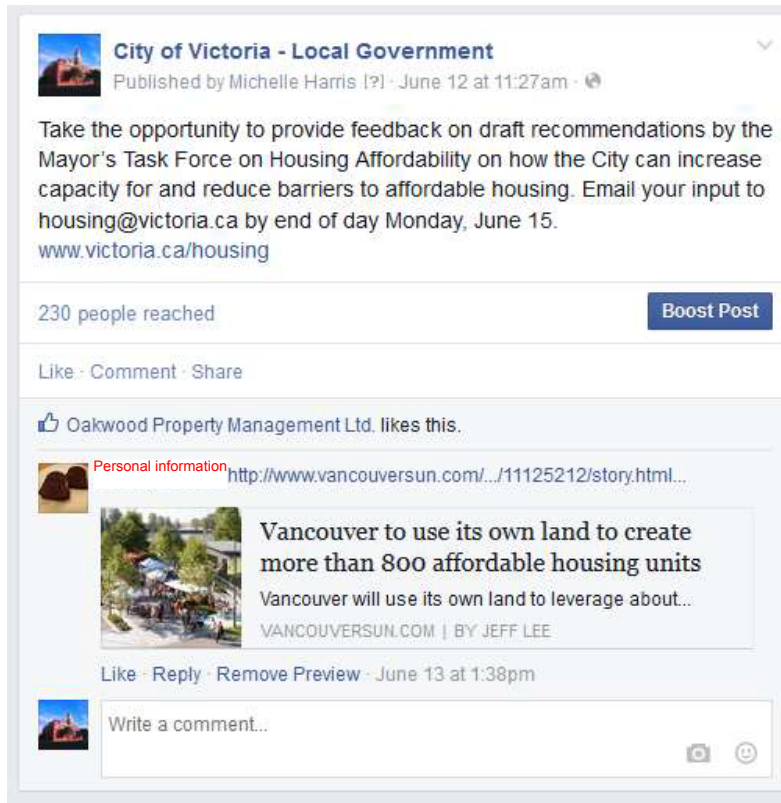 City of Victoria - Local Government
Published by Michelle Harris [?] · June 12 at 11:27am ·
Take the opportunity to provide feedback on draft recommendations by the
Mayor's Task Force on Housing Affordability on how the City can increase
capacity for and reduce barriers to affordable housing. Email your input to
housing@victoria.ca by end of day Monday, June 15.
www.victoria.ca/housing
230 people reached
Boost Post
Like · Comment · Share
Oakwood Property Management Ltd. likes this.
Personal information http://www.vancouversun.com/.../11125212/story.html...
Vancouver to use its own land to create
more than 800 affordable housing units
Vancouver will use its own land to leverage about...
VANCOUVERSUN.COM | BY JEFF LEE
Like · Reply · Remove Preview · June 13 at 1:38pm
Write a comment...